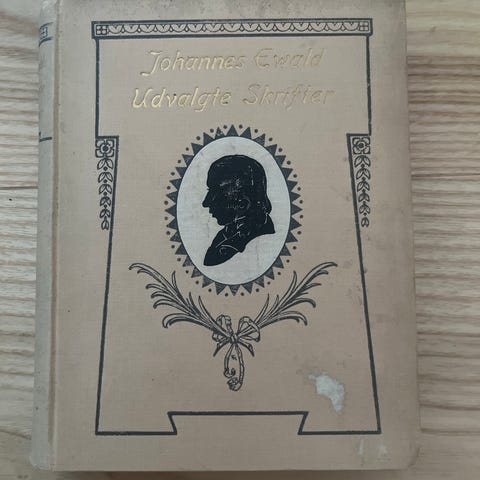 Johannes Ewald
Udvalgte Skrifter